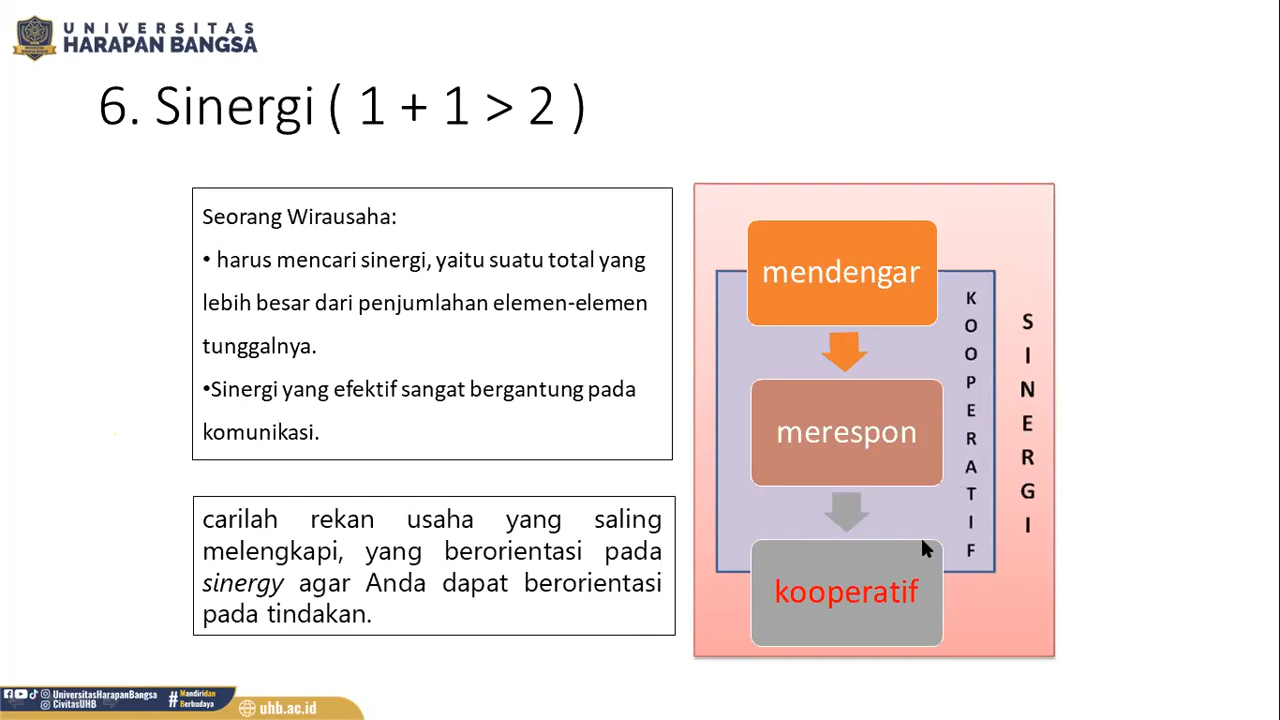 UNIVERSITAS
HARAPAN BANGSA
6. Sinergi ( 1 + 1 > 2 )
Seorang Wirausaha:
• harus mencari sinergi, yaitu suatu total yang
lebih besar dari penjumlahan elemen-elemen
tunggalnya.
•Sinergi yang efektif sangat bergantung pada
komunikasi.
carilah rekan usaha yang saling
melengkapi, yang berorientasi pada
sinergy agar Anda dapat berorientasi
pada tindakan.
mendengar
merespon
kooperatif
KOOPERATIF
SINERGI
UniversitasHarapanBangsa
CivitasUHB
# Mandiridan
Berbudaya
uhb.ac.id